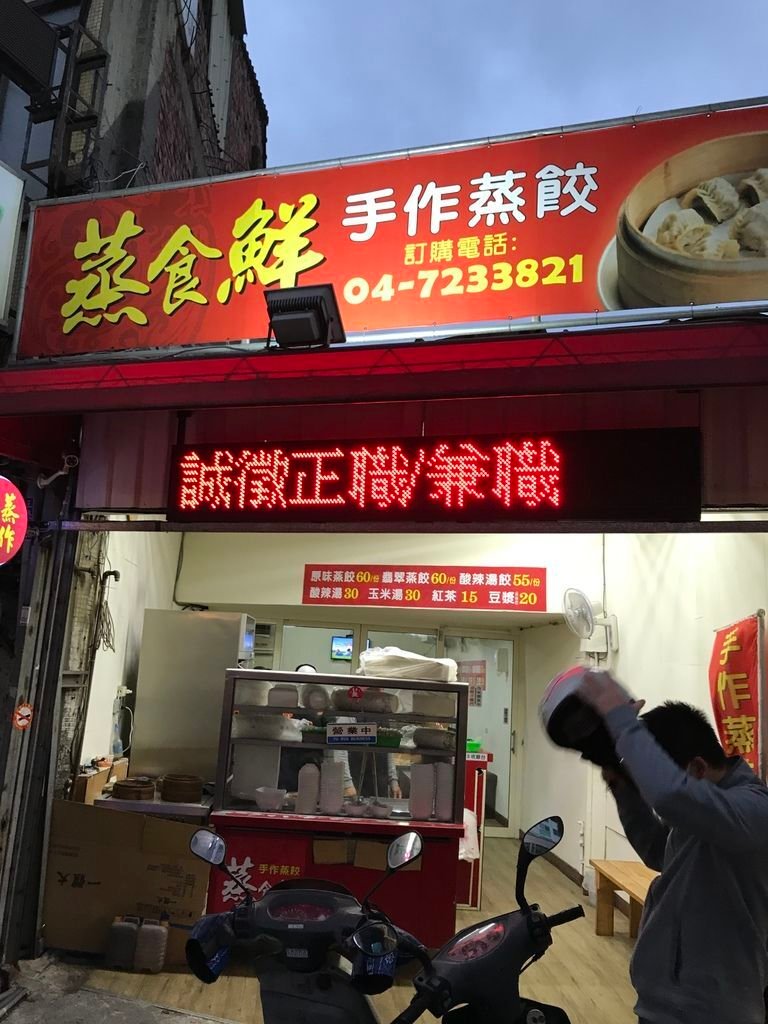 蒸食鮮
手作蒸餃
訂購電話:
04-7233821
誠徵正職/兼職
原味蒸餃60/份 翡翠蒸餃60/份 酸辣湯餃55/份
酸辣湯30 玉米湯30 紅茶15 豆漿20
蒸
作
手作蒸
營業中
手作蒸餃
蒸食